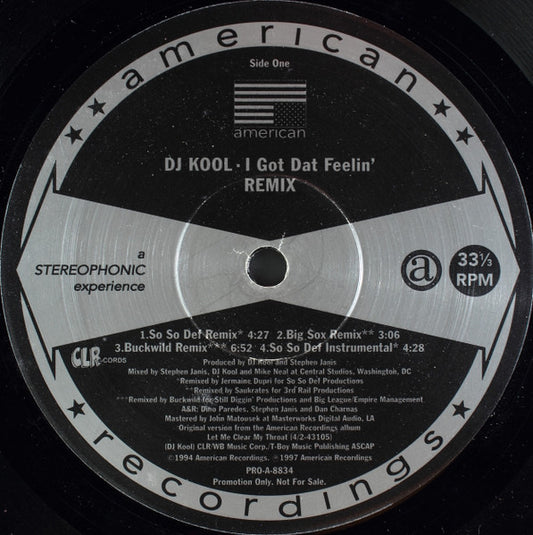 american
Side One
american
DJ KOOL - I Got Dat Feelin'
REMIX
a
STEREOPHONIC
experience
a
33⅓
RPM
1.So So Def Remix* 4:27 2.Big Sox Remix** 3:06
3.Buckwild Remix*** 6:52 4.So So Def Instrumental* 4:28
CLR
RECORDS
Produced by DJ Kool and Stephen Janis
Mixed by Stephen Janis, DJ Kool and Mike Neal at Central Studios, Washington, DC
*Remixed by Jermaine Dupri for So So Def Productions
**Remixed by Saukrates for 3rd Rail Productions
***Remixed by Buckwild for Still Diggin' Productions and Big League/Empire Management
A&R: Dino Paredes, Stephen Janis and Dan Charnas
Mastered by John Matousek at Masterworks Digital Audio, LA
Original version from the American Recordings album
Let Me Clear My Throat (4/2-43105)
(DJ Kool) CLR/WB Music Corp./T-Boy Music Publishing ASCAP
©1994 American Recordings. ℗1997 American Recordings
PRO-A-8834
Promotion Only. Not For Sale.
recordings